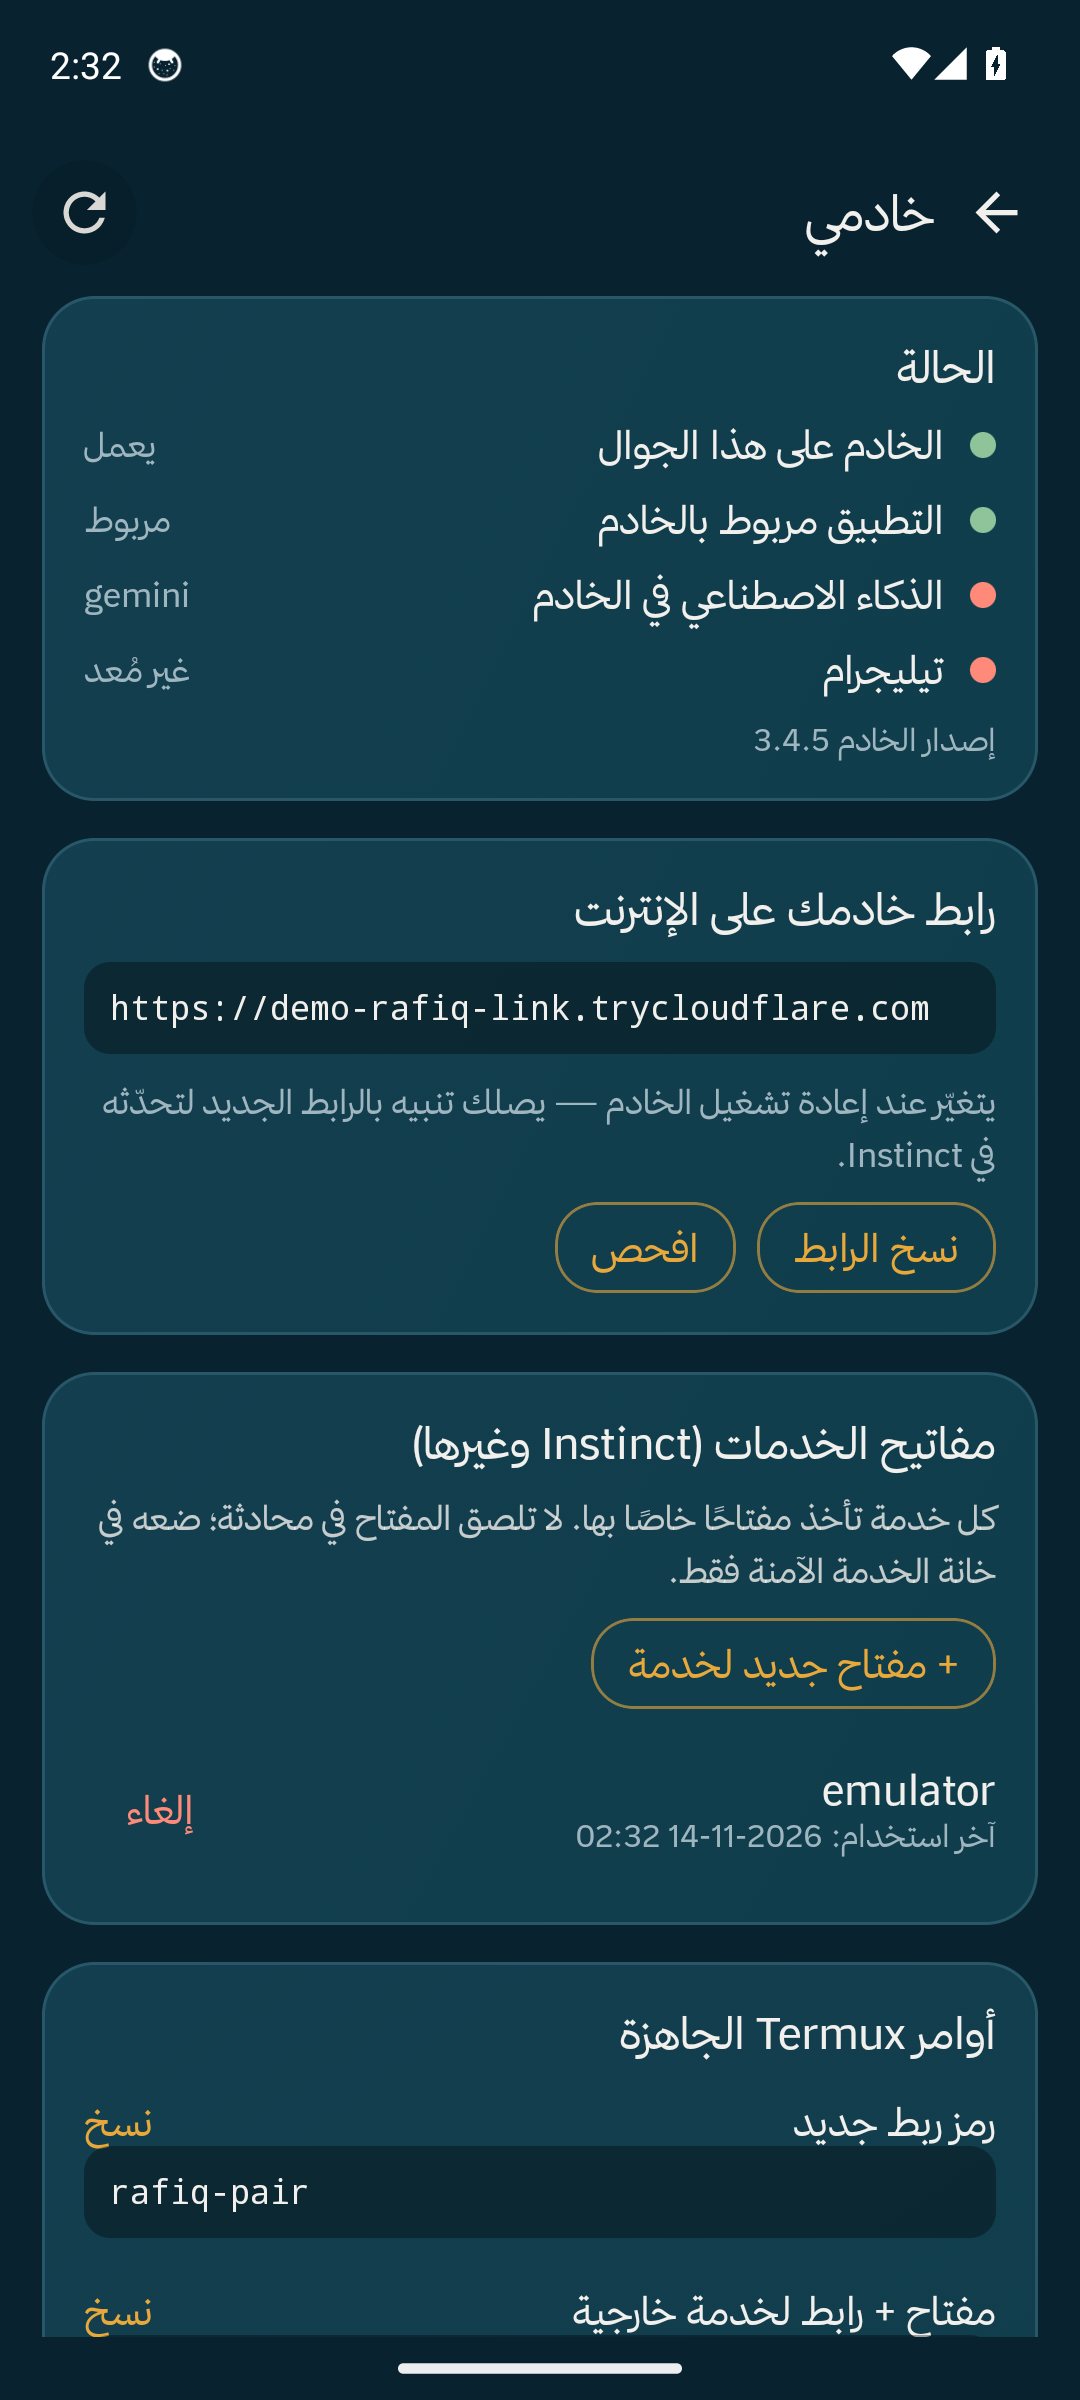 2:32
خادمي
الحالة
الخادم على هذا الجوال
يعمل
التطبيق مربوط بالخادم
مربوط
الذكاء الاصطناعي في الخادم
gemini
تيليجرام
غير مُعد
إصدار الخادم 3.4.5
رابط خادمك على الإنترنت
https://demo-rafiq-link.trycloudflare.com
يتغيّر عند إعادة تشغيل الخادم — يصلك تنبيه بالرابط الجديد لتحدّثه
في Instinct.
نسخ الرابط
افحص
مفاتيح الخدمات (Instinct وغيرها)
كل خدمة تأخذ مفتاحًا خاصًا بها. لا تلصق المفتاح في محادثة؛ ضعه في
خانة الخدمة الآمنة فقط.
+ مفتاح جديد لخدمة
emulator
إلغاء
آخر استخدام: 2026-11-14 02:32
أوامر Termux الجاهزة
رمز ربط جديد
نسخ
rafiq-pair
مفتاح + رابط لخدمة خارجية
نسخ